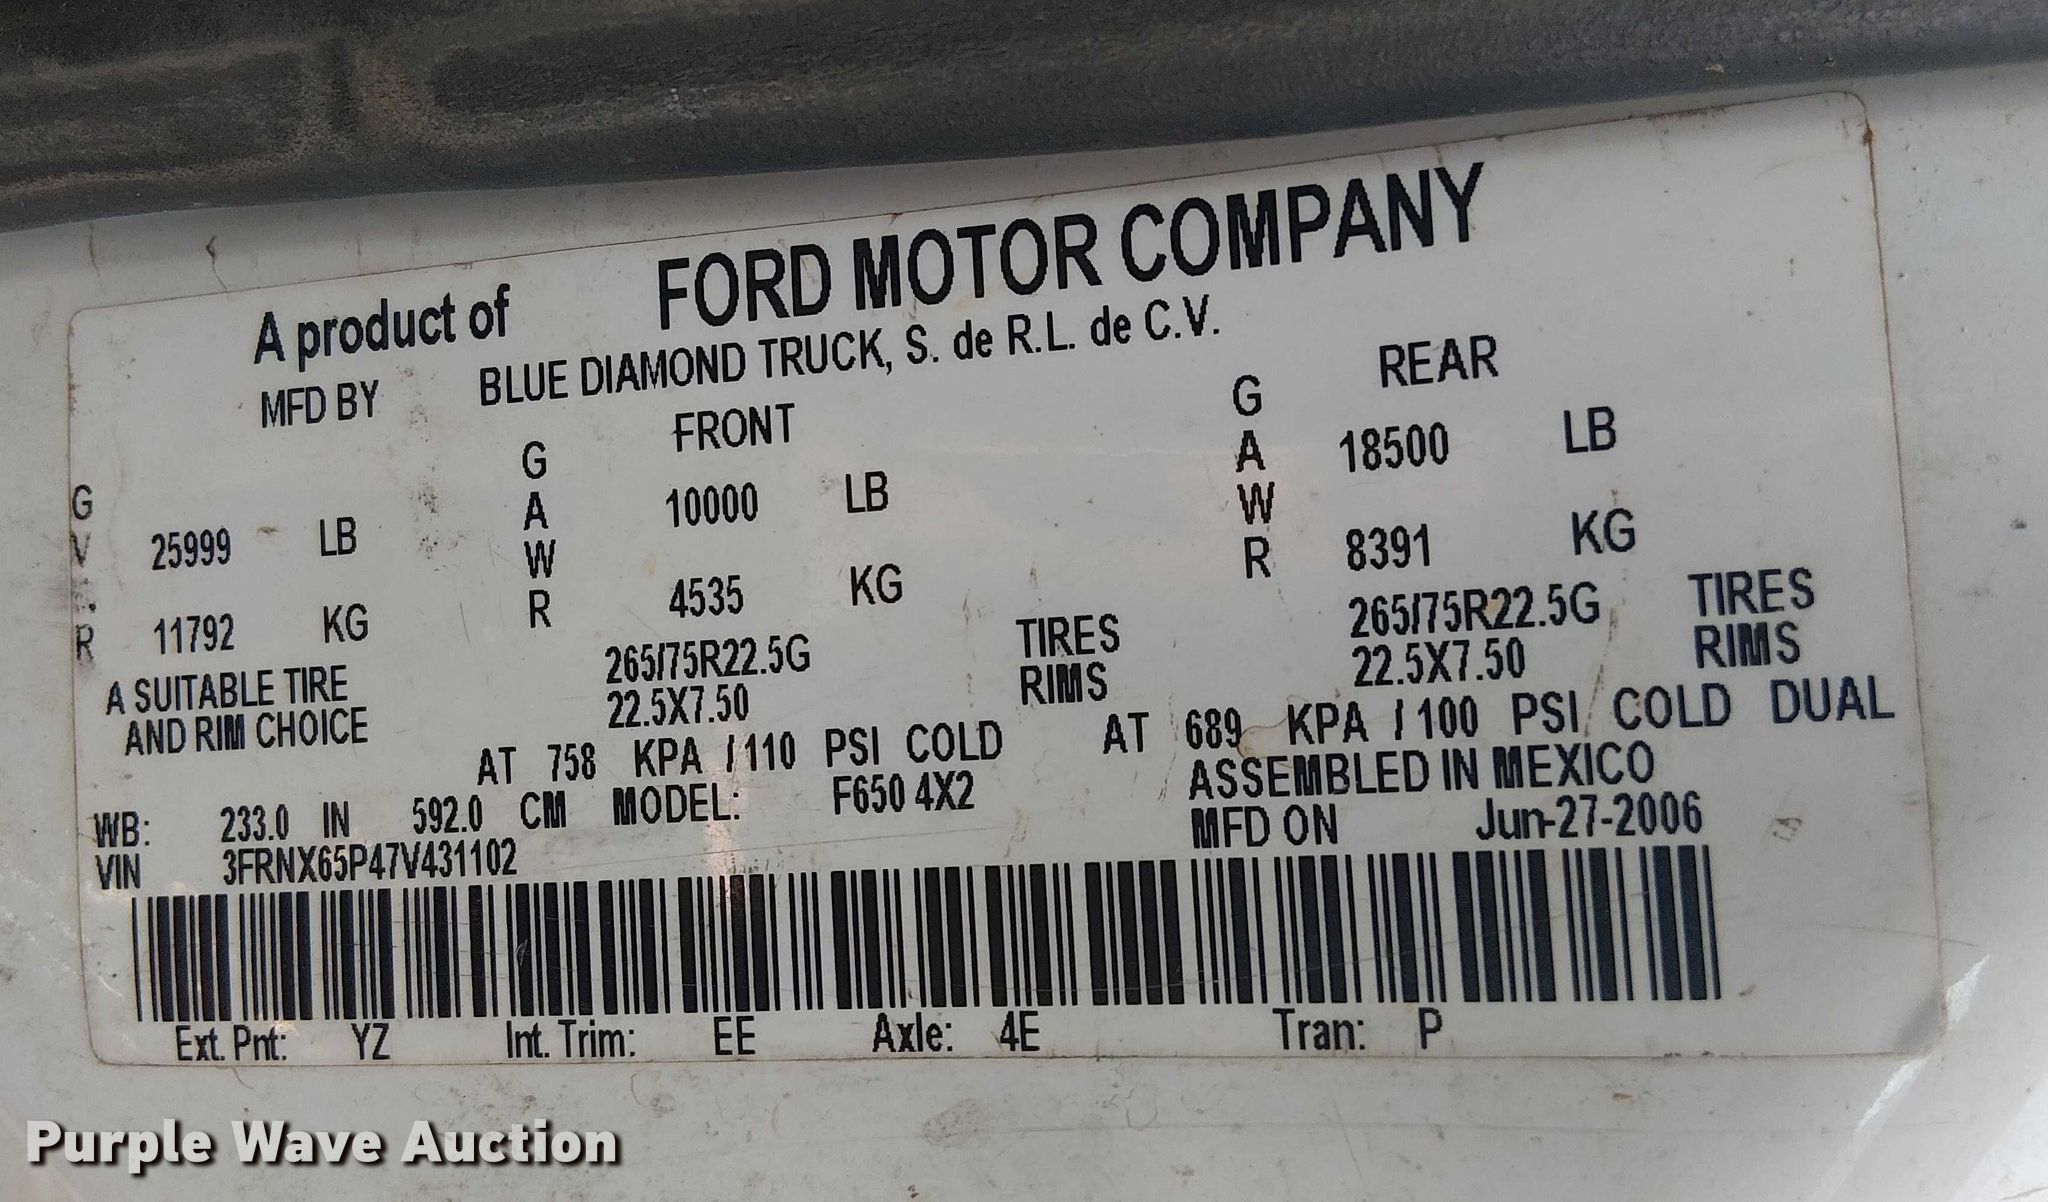 A product of FORD MOTOR COMPANY
MFD BY BLUE DIAMOND TRUCK, S. de R.L. de C.V.
GVWR 25999 LB 11792 KG
FRONT
GAWR 10000 LB 4535 KG
REAR
GAWR 18500 LB 8391 KG
A SUITABLE TIRE AND RIM CHOICE
265/75R22.5G TIRES 265/75R22.5G TIRES
22.5X7.50 RIMS 22.5X7.50 RIMS
AT 758 KPA / 110 PSI COLD AT 689 KPA / 100 PSI COLD DUAL
WB: 233.0 IN 592.0 CM MODEL: F650 4X2 ASSEMBLED IN MEXICO
VIN 3FRNX65P47V431102 MFD ON Jun-27-2006
Ext. Pnt: YZ Int. Trim: EE Axle: 4E Tran: P
Purple Wave Auction